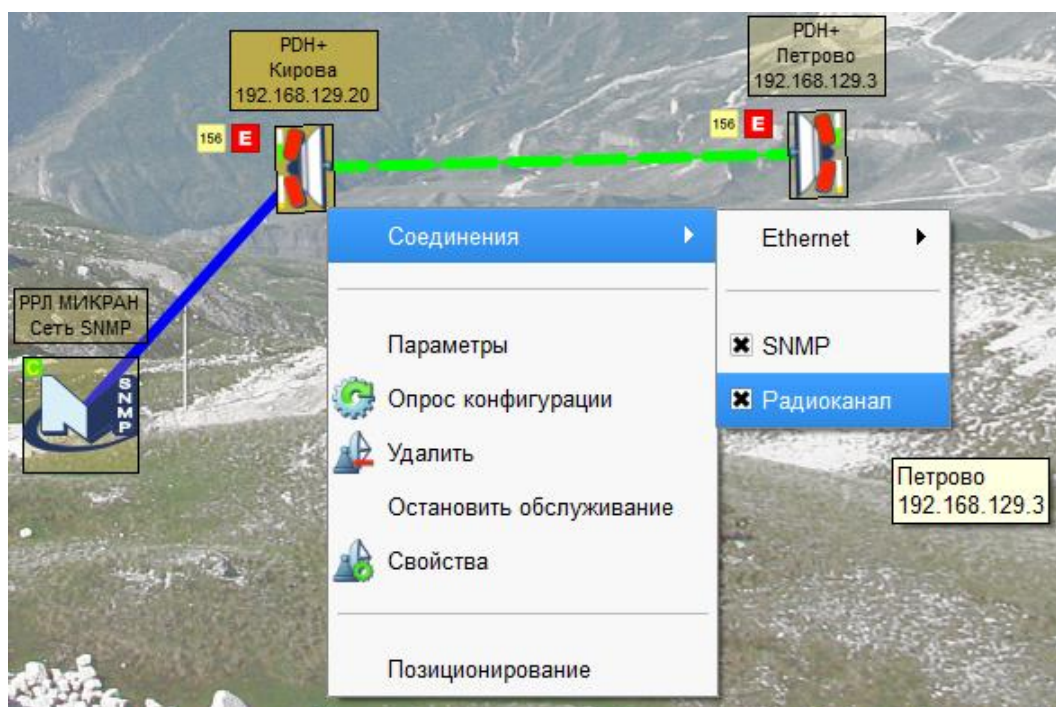 PDH+
Кирова
192.168.129.20
PDH+
Петрово
192.168.129.3
156 E
156 E
Соединения
Ethernet
РРЛ МИКРАН
Сеть SNMP
Параметры
SNMP
C
SNMP
Опрос конфигурации
Радиоканал
Удалить
Петрово
192.168.129.3
Остановить обслуживание
Свойства
Позиционирование